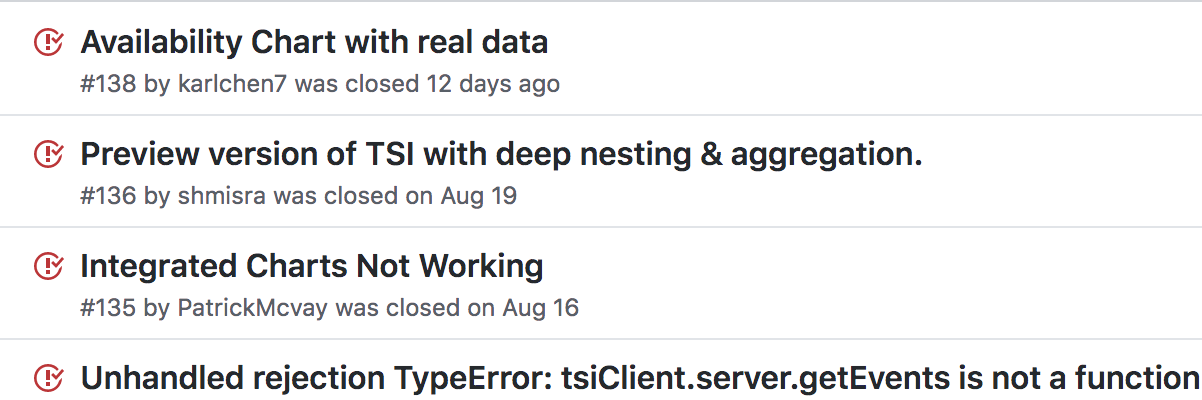 Availability Chart with real data
#138 by karlchen7 was closed 12 days ago
Preview version of TSI with deep nesting & aggregation.
#136 by shmisra was closed on Aug 19
Integrated Charts Not Working
#135 by PatrickMcvay was closed on Aug 16
Unhandled rejection TypeError: tsiClient.server.getEvents is not a function